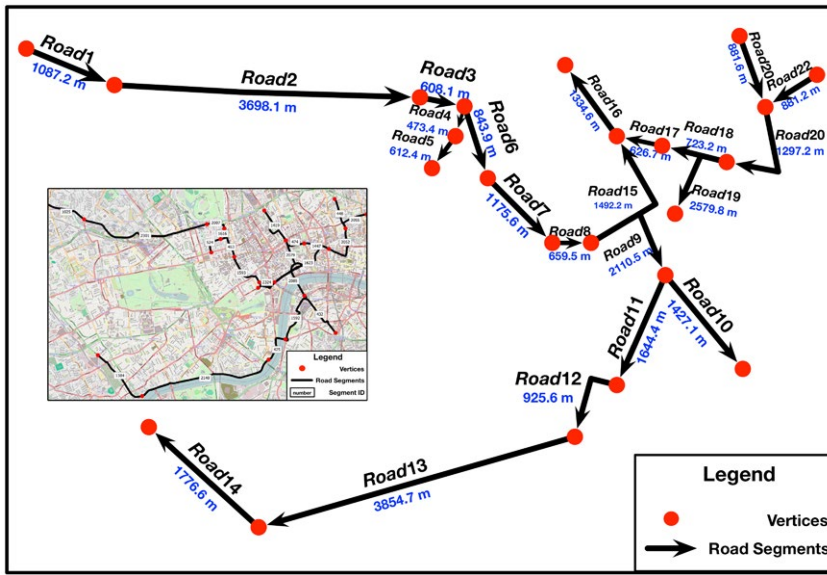 Road1
1087.2 m
Road2
3698.1 m
Road3
608.1 m
Road4
473.4 m
Road5
612.4 m
843.9 m
Road6
Road7
1175.6 m
Road8
659.5 m
Road15
1492.2 m
Road16
1334.6 m
Road17
626.7 m
Road18
723.2 m
Road19
2579.8 m
Road20
881.6 m
Road22
881.2 m
Road20
1297.2 m
Road9
2110.5 m
Road10
1427.1 m
Road11
1644.4 m
Road12
925.6 m
Road13
3854.7 m
Road14
1776.6 m
Legend
Vertices
Road Segments
number
Segment ID
Legend
Vertices
Road Segments